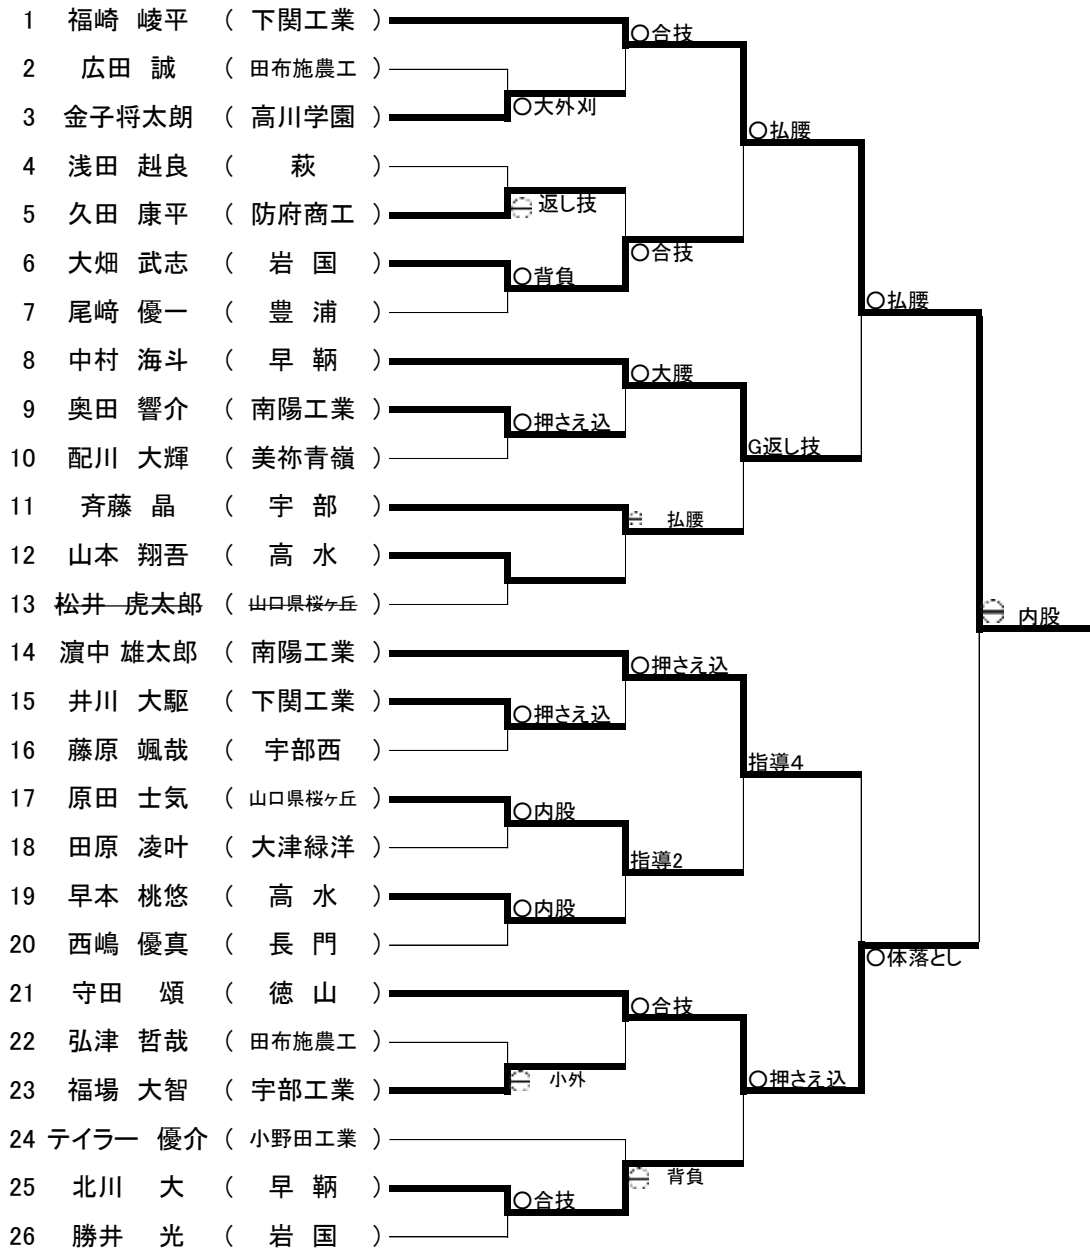 1 福崎 崚平 ( 下関工業 )
○合技
2 広田 誠 ( 田布施農工 )
○大外刈
3 金子将太朗 ( 高川学園 )
○払腰
4 浅田 赳良 ( 萩 )
返し技
5 久田 康平 ( 防府商工 )
○合技
6 大畑 武志 ( 岩 国 )
○背負
7 尾﨑 優一 ( 豊 浦 )
○払腰
8 中村 海斗 ( 早 鞆 )
○大腰
9 奥田 響介 ( 南陽工業 )
○押さえ込
G返し技
10 配川 大輝 ( 美祢青嶺 )
11 斉藤 晶 ( 宇 部 )
払腰
12 山本 翔吾 ( 高 水 )
13 松井 虎太郎 ( 山口県桜ヶ丘 )
内股
14 濵中 雄太郎 ( 南陽工業 )
○押さえ込
15 井川 大駆 ( 下関工業 )
○押さえ込
16 藤原 颯哉 ( 宇部西 )
指導4
17 原田 士気 ( 山口県桜ヶ丘 )
○内股
18 田原 凌叶 ( 大津緑洋 )
指導2
19 早本 桃悠 ( 高 水 )
○内股
20 西嶋 優真 ( 長 門 )
○体落とし
21 守田 頌 ( 徳 山 )
○合技
22 弘津 哲哉 ( 田布施農工 )
小外
○押さえ込
23 福場 大智 ( 宇部工業 )
24 テイラー 優介 ( 小野田工業 )
背負
25 北川 大 ( 早 鞆 )
○合技
26 勝井 光 ( 岩 国 )